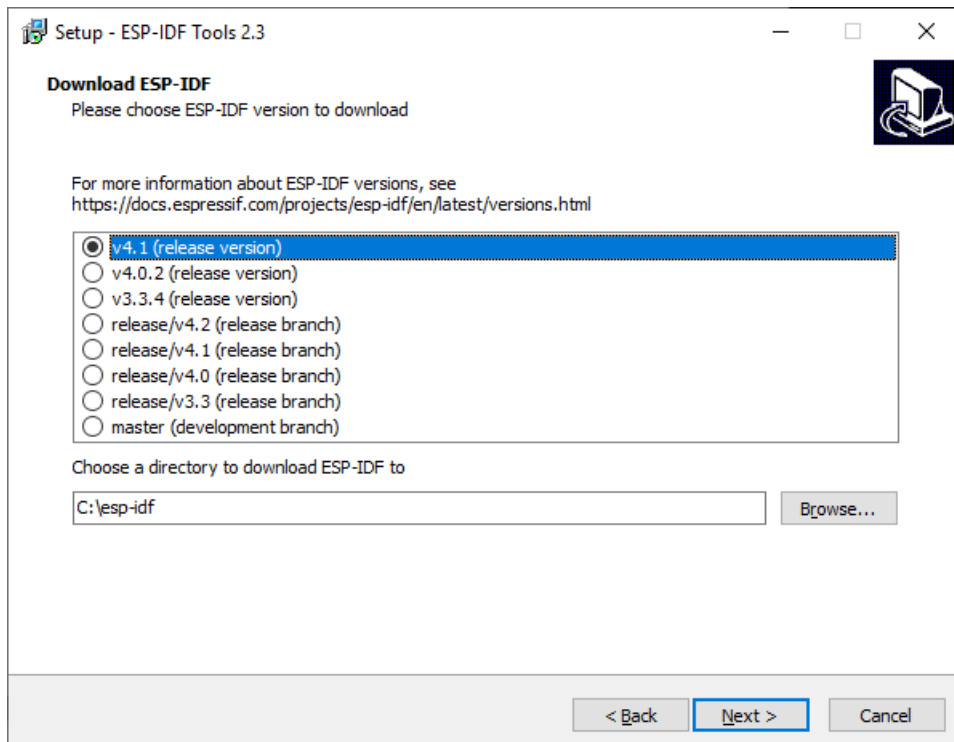 Setup - ESP-IDF Tools 2.3
Download ESP-IDF
Please choose ESP-IDF version to download
For more information about ESP-IDF versions, see
https://docs.espressif.com/projects/esp-idf/en/latest/versions.html
v4.1 (release version)
v4.0.2 (release version)
v3.3.4 (release version)
release/v4.2 (release branch)
release/v4.1 (release branch)
release/v4.0 (release branch)
release/v3.3 (release branch)
master (development branch)
Choose a directory to download ESP-IDF to
C:\esp-idf
Browse...
< Back
Next >
Cancel